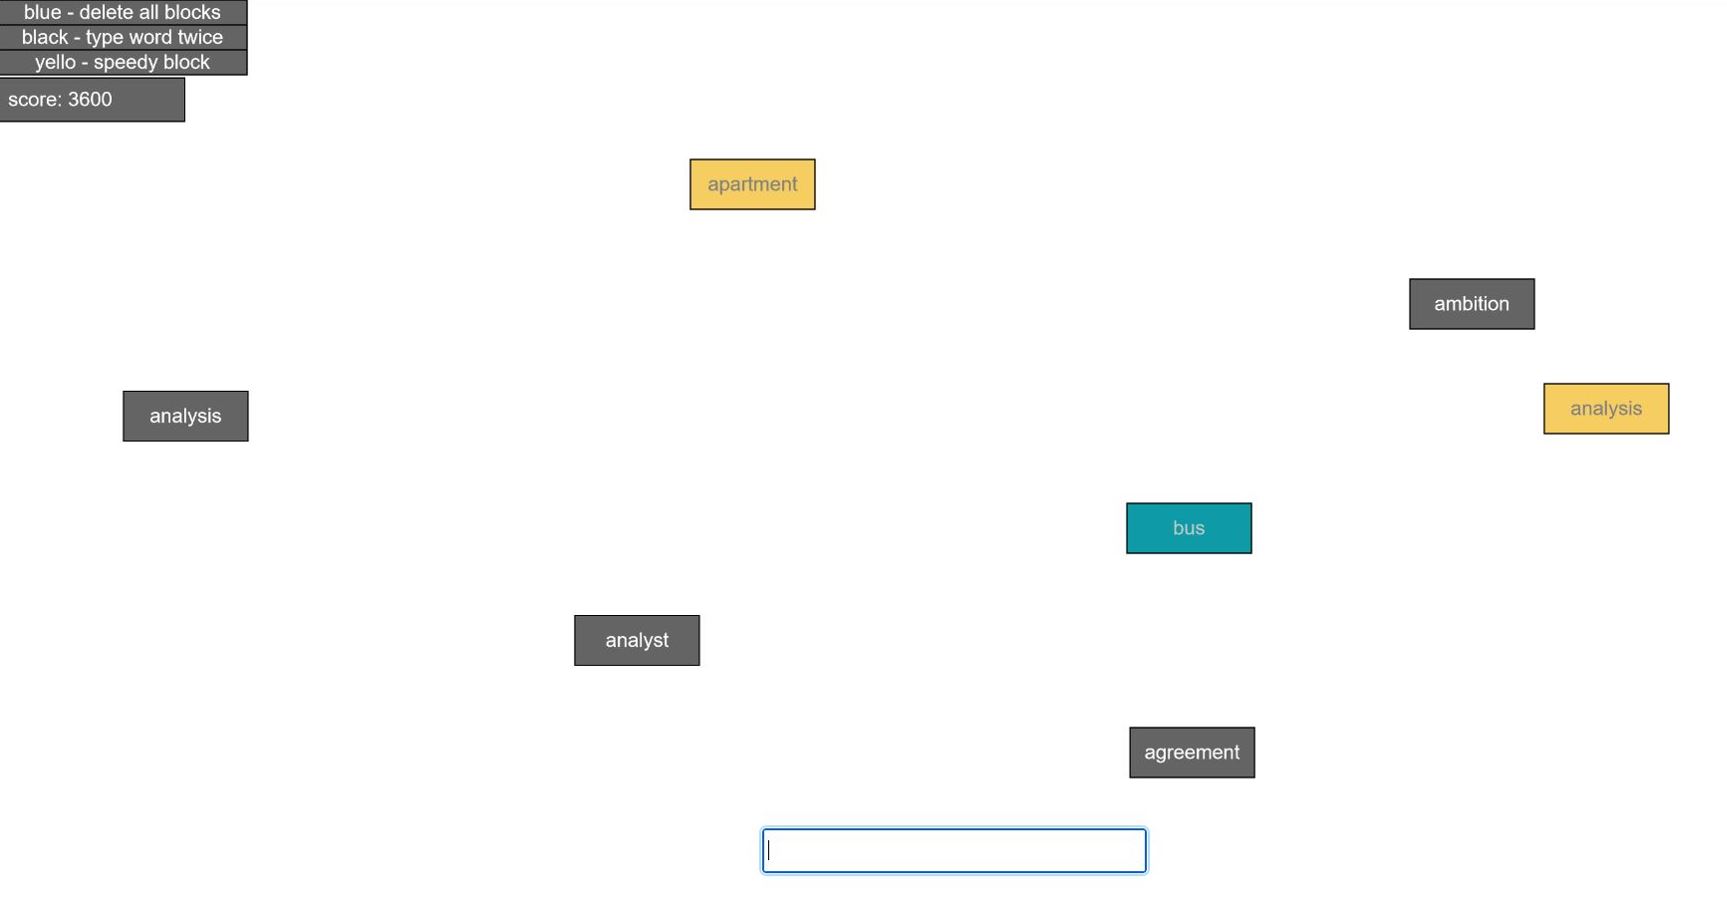 blue - delete all blocks
black - type word twice
yello - speedy block
score: 3600
apartment
ambition
analysis
analysis
bus
analyst
agreement